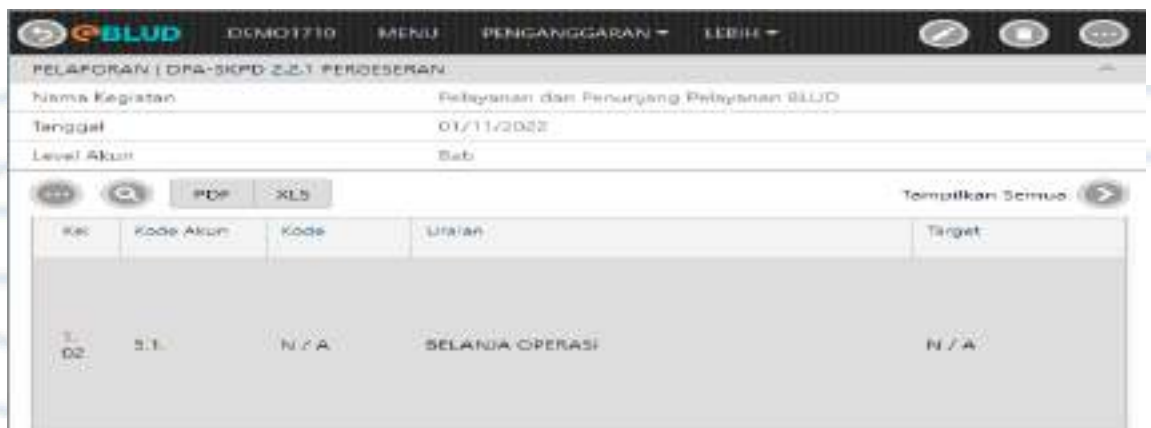 eBLUD DEMO1710 MENU PENGANGGARAN LEBIH
PELAPORAN | DPA-SKPD 2.2.1 PERGESERAN
Nama Kegiatan Pelayanan dan Penunjang Pelayanan BLUD
Tanggal 01/11/2022
Level Akun Bab
PDF XLS Tampilkan Semua
Kel Kode Akun Kode Uraian Target
1.
02 5.1. N / A BELANJA OPERASI N / A